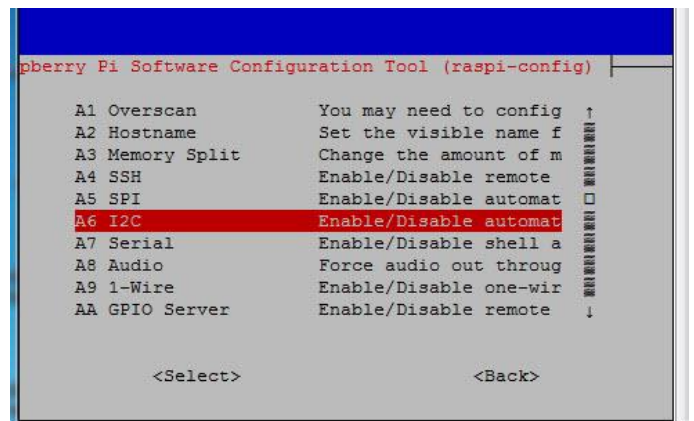 pberry Pi Software Configuration Tool (raspi-config)
A1 Overscan You may need to config
A2 Hostname Set the visible name f
A3 Memory Split Change the amount of m
A4 SSH Enable/Disable remote
A5 SPI Enable/Disable automat
A6 I2C Enable/Disable automat
A7 Serial Enable/Disable shell a
A8 Audio Force audio out throug
A9 1-Wire Enable/Disable one-wir
AA GPIO Server Enable/Disable remote
<Select> <Back>